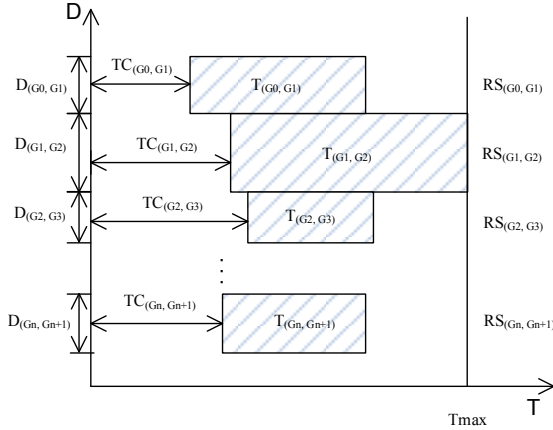 D
D(G0, G1) TC(G0, G1) T(G0, G1) RS(G0, G1)
D(G1, G2) TC(G1, G2) T(G1, G2) RS(G1, G2)
D(G2, G3) TC(G2, G3) T(G2, G3) RS(G2, G3)
D(Gn, Gn+1) TC(Gn, Gn+1) T(Gn, Gn+1) RS(Gn, Gn+1)
T
Tmax